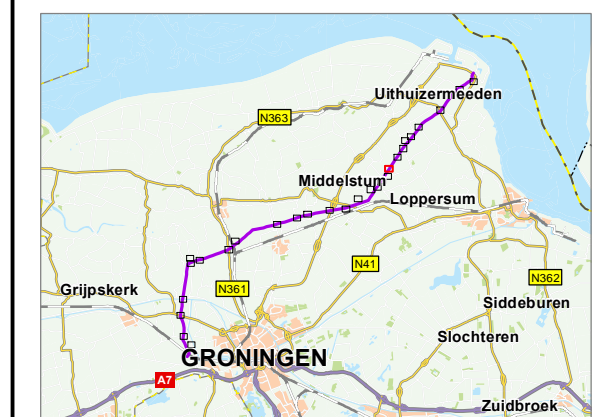 Uithuizermeeden
N363
Middelstum
Loppersum
N41
N362
Grijpskerk
N361
Siddeburen
Slochteren
GRONINGEN
A7
Zuidbroek